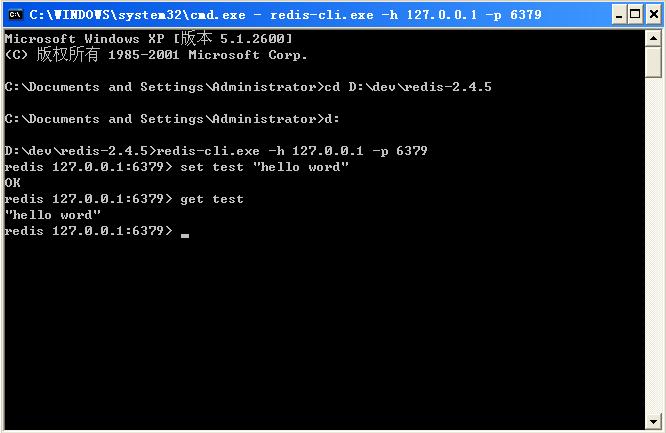 C:\WINDOWS\system32\cmd.exe - redis-cli.exe -h 127.0.0.1 -p 6379
Microsoft Windows XP [版本 5.1.2600]
(C) 版权所有 1985-2001 Microsoft Corp.
C:\Documents and Settings\Administrator>cd D:\dev\redis-2.4.5
C:\Documents and Settings\Administrator>d:
D:\dev\redis-2.4.5>redis-cli.exe -h 127.0.0.1 -p 6379
redis 127.0.0.1:6379> set test "hello word"
OK
redis 127.0.0.1:6379> get test
"hello word"
redis 127.0.0.1:6379>